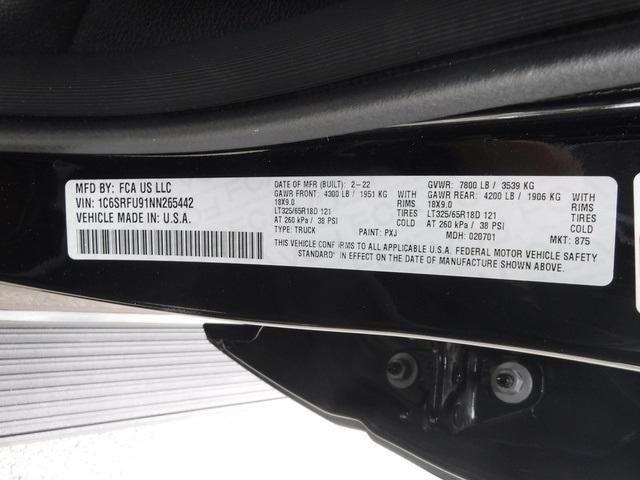 MFD BY: FCA US LLC
VIN: 1C6SRFU91NN265442
VEHICLE MADE IN: U.S.A.
DATE OF MFR (BUILT): 2-22
GAWR FRONT: 4300 LB / 1951 KG
18X9.0 RIMS
LT325/65R18D 121 TIRES
AT 260 kPa / 38 PSI COLD
TYPE: TRUCK PAINT: PXJ
GVWR: 7800 LB / 3539 KG
GAWR REAR: 4200 LB / 1906 KG
18X9.0 RIMS
LT325/65R18D 121 TIRES
AT 260 kPa / 38 PSI COLD
MDH: 020701 MKT: 875
THIS VEHICLE CONFORMS TO ALL APPLICABLE U.S.A. FEDERAL MOTOR VEHICLE SAFETY
STANDARDS IN EFFECT ON THE DATE OF MANUFACTURE SHOWN ABOVE.